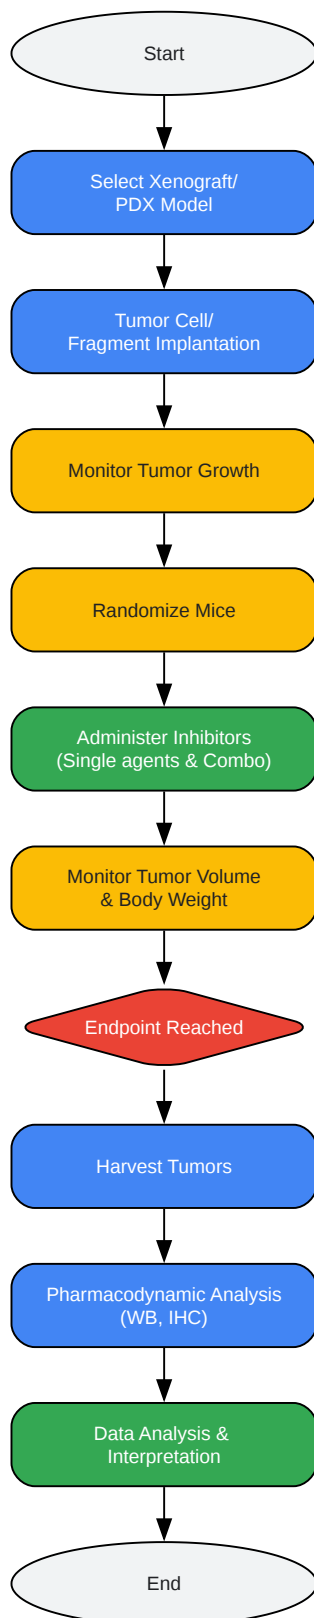 Start
Select Xenograft/
PDX Model
Tumor Cell/
Fragment Implantation
Monitor Tumor Growth
Randomize Mice
Administer Inhibitors
(Single agents & Combo)
Monitor Tumor Volume
& Body Weight
Endpoint Reached
Harvest Tumors
Pharmacodynamic Analysis
(WB, IHC)
Data Analysis &
Interpretation
End